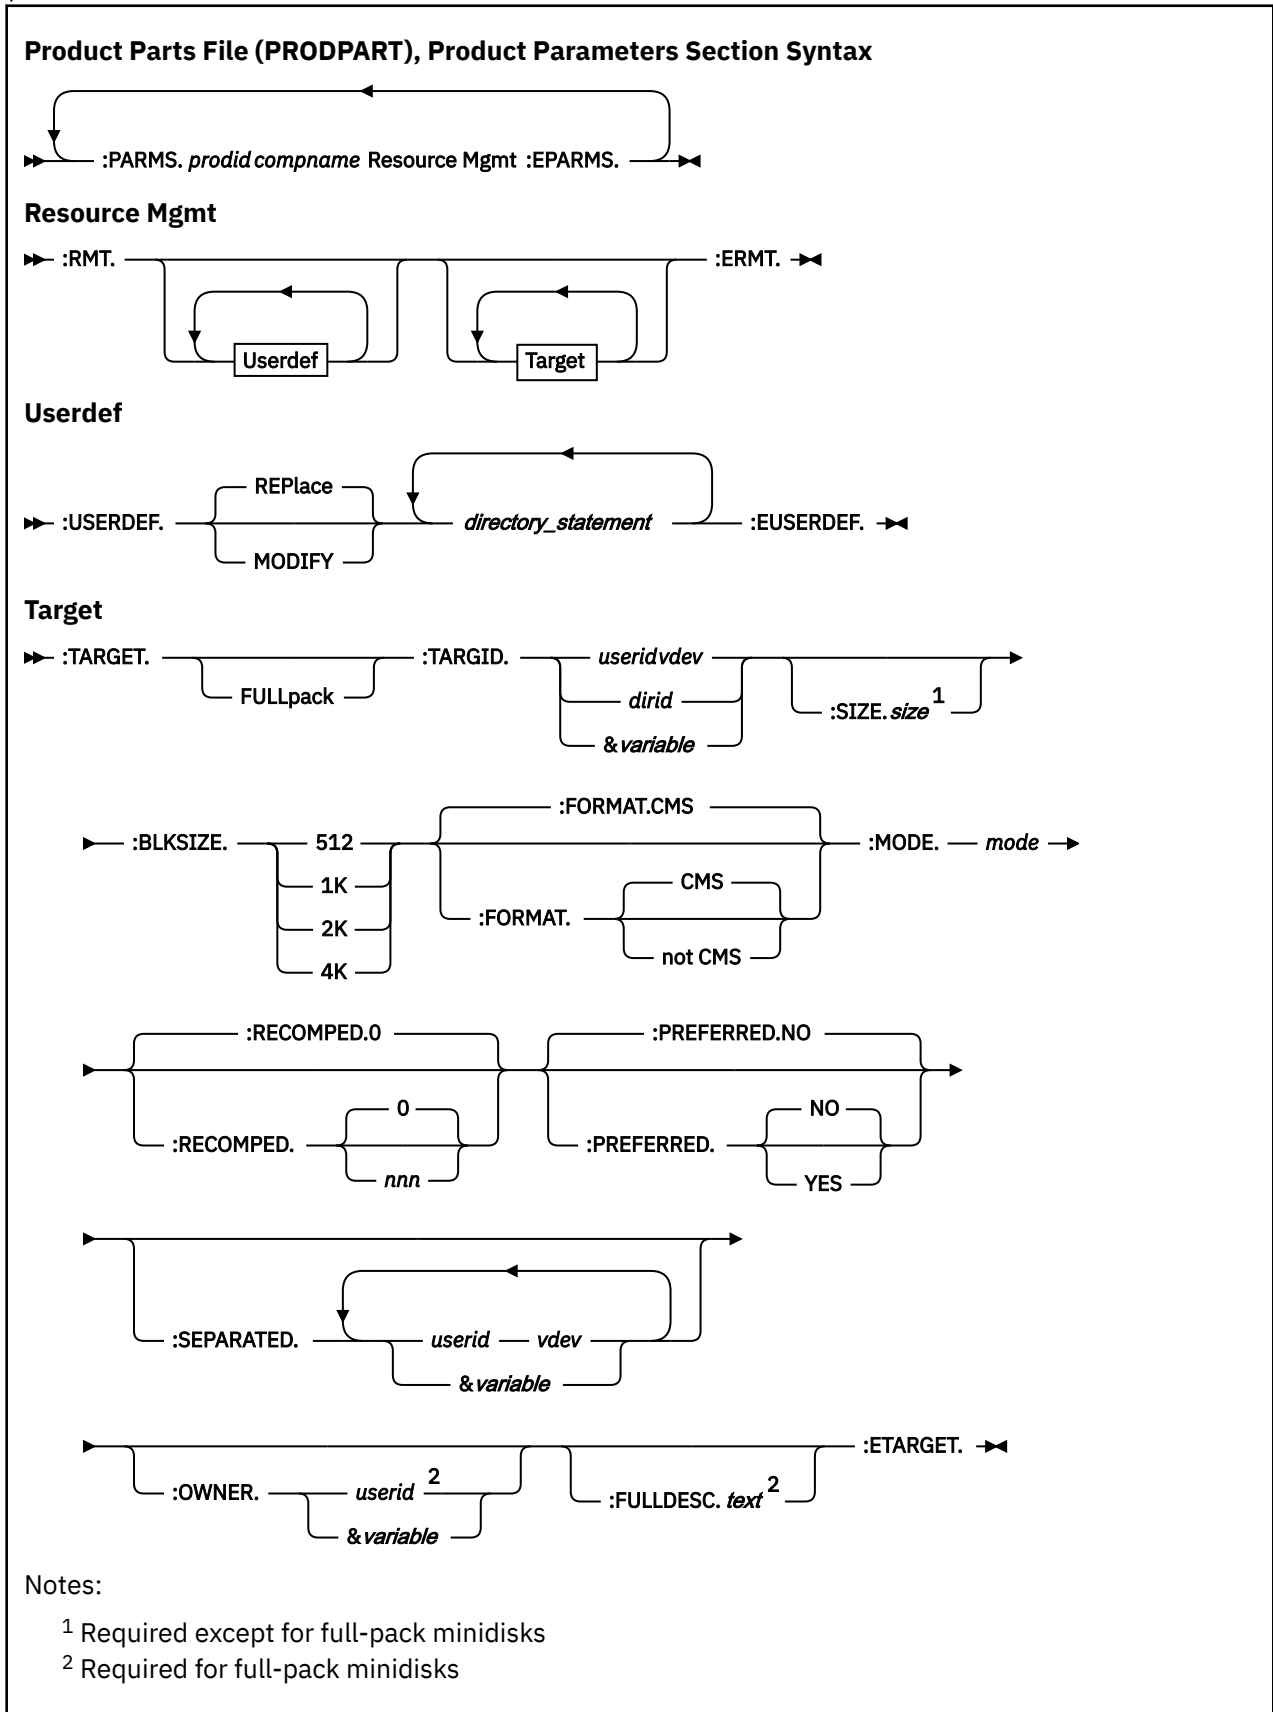 Product Parts File (PRODPART), Product Parameters Section Syntax
:PARMS. prodid compname Resource Mgmt :EPARMS.
Resource Mgmt
:RMT. :ERMT.
Userdef Target
Userdef
REPlace
:USERDEF. directory_statement :EUSERDEF.
MODIFY
Target
:TARGET. :TARGID. userid vdev
FULLpack dirid :SIZE. size 1
&variable
:FORMAT.CMS
:BLKSIZE. 512 :MODE. mode
1K CMS
2K :FORMAT.
not CMS
4K
:RECOMPED.0 :PREFERRED.NO
0 NO
:RECOMPED. :PREFERRED.
nnn YES
:SEPARATED. userid vdev
&variable
:ETARGET.
:OWNER. userid 2 :FULLDESC. text 2
&variable
Notes:
1 Required except for full-pack minidisks
2 Required for full-pack minidisks